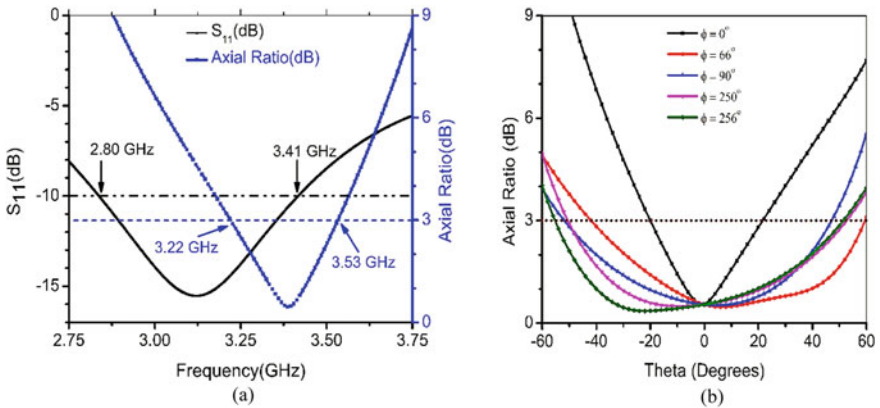 0
-5
-10
-15
S11(dB)
S11(dB)
Axial Ratio(dB)
2.80 GHz
3.41 GHz
3.22 GHz
3.53 GHz
9
6
3
0
Axial Ratio(dB)
2.75 3.00 3.25 3.50 3.75
Frequency(GHz)
(a)
9
6
3
0
Axial Ratio (dB)
ϕ = 0°
ϕ = 66°
ϕ – 90°
ϕ = 250°
ϕ = 256°
-60 -40 -20 0 20 40 60
Theta (Degrees)
(b)